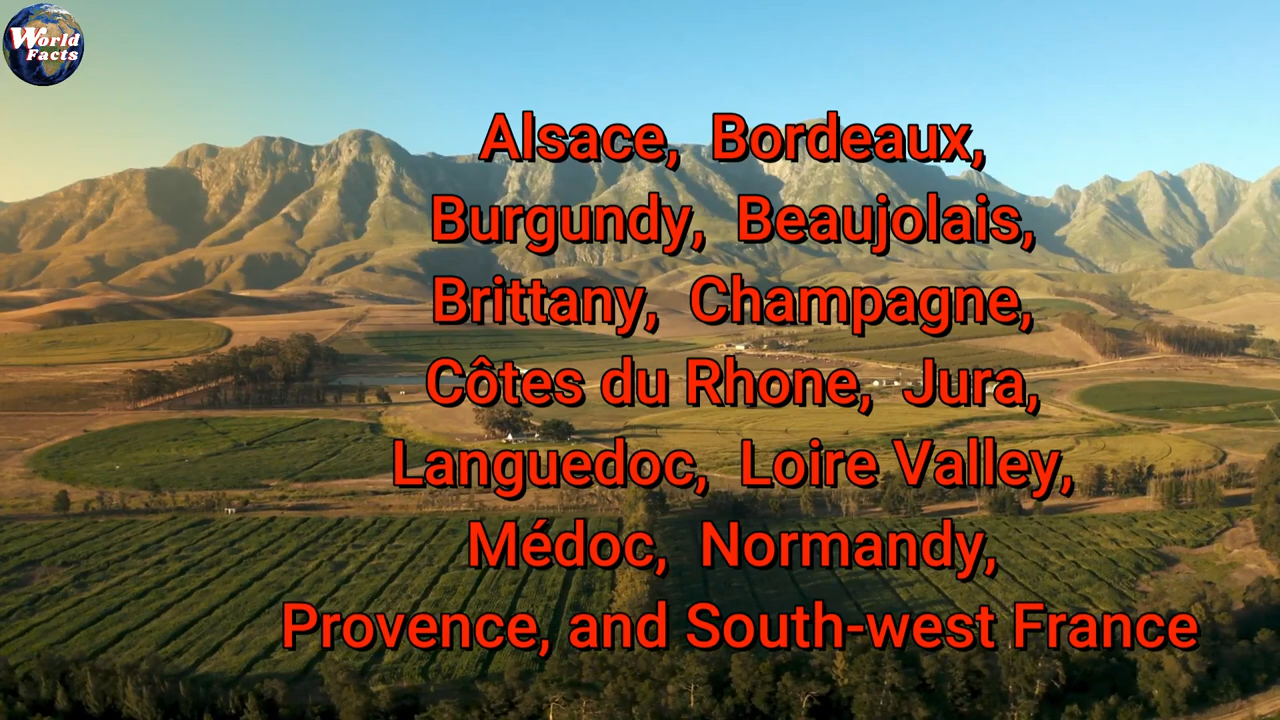 World
Facts
Alsace, Bordeaux,
Burgundy, Beaujolais,
Brittany, Champagne,
Côtes du Rhone, Jura,
Languedoc, Loire Valley,
Médoc, Normandy,
Provence, and South-west France